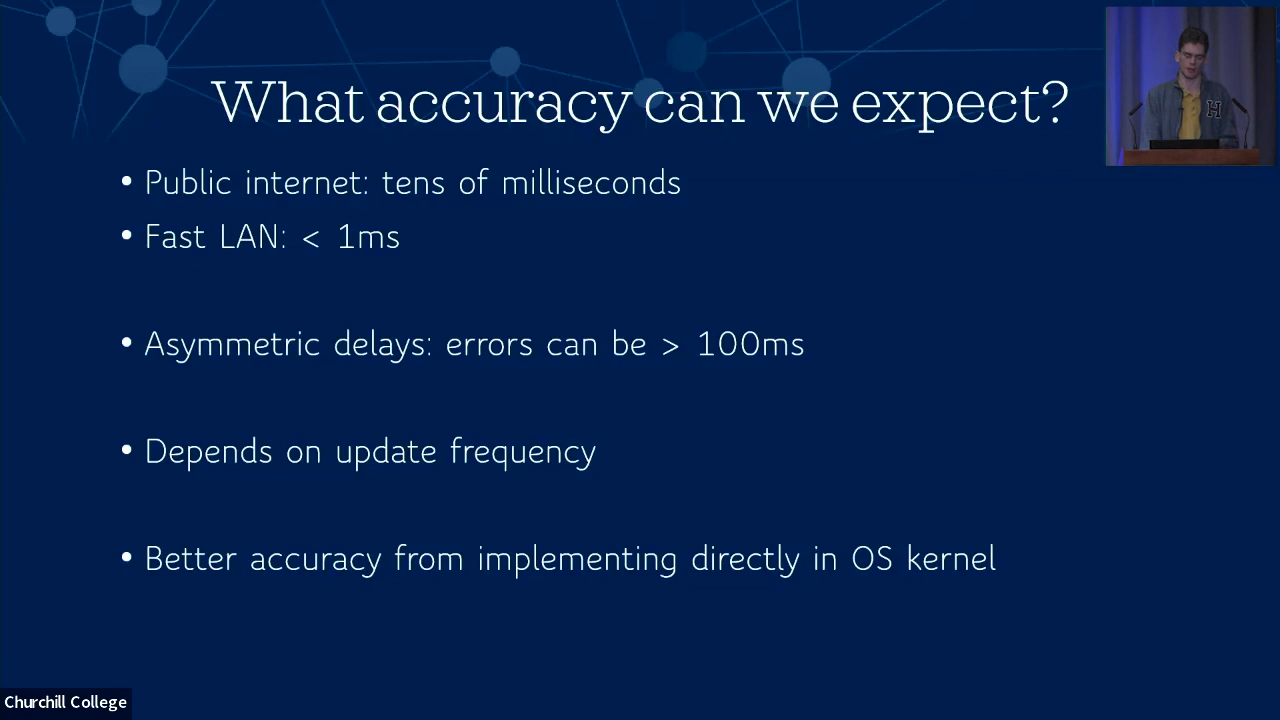 What accuracy can we expect?
• Public internet: tens of milliseconds
• Fast LAN: < 1ms
• Asymmetric delays: errors can be > 100ms
• Depends on update frequency
• Better accuracy from implementing directly in OS kernel
H
Churchill College